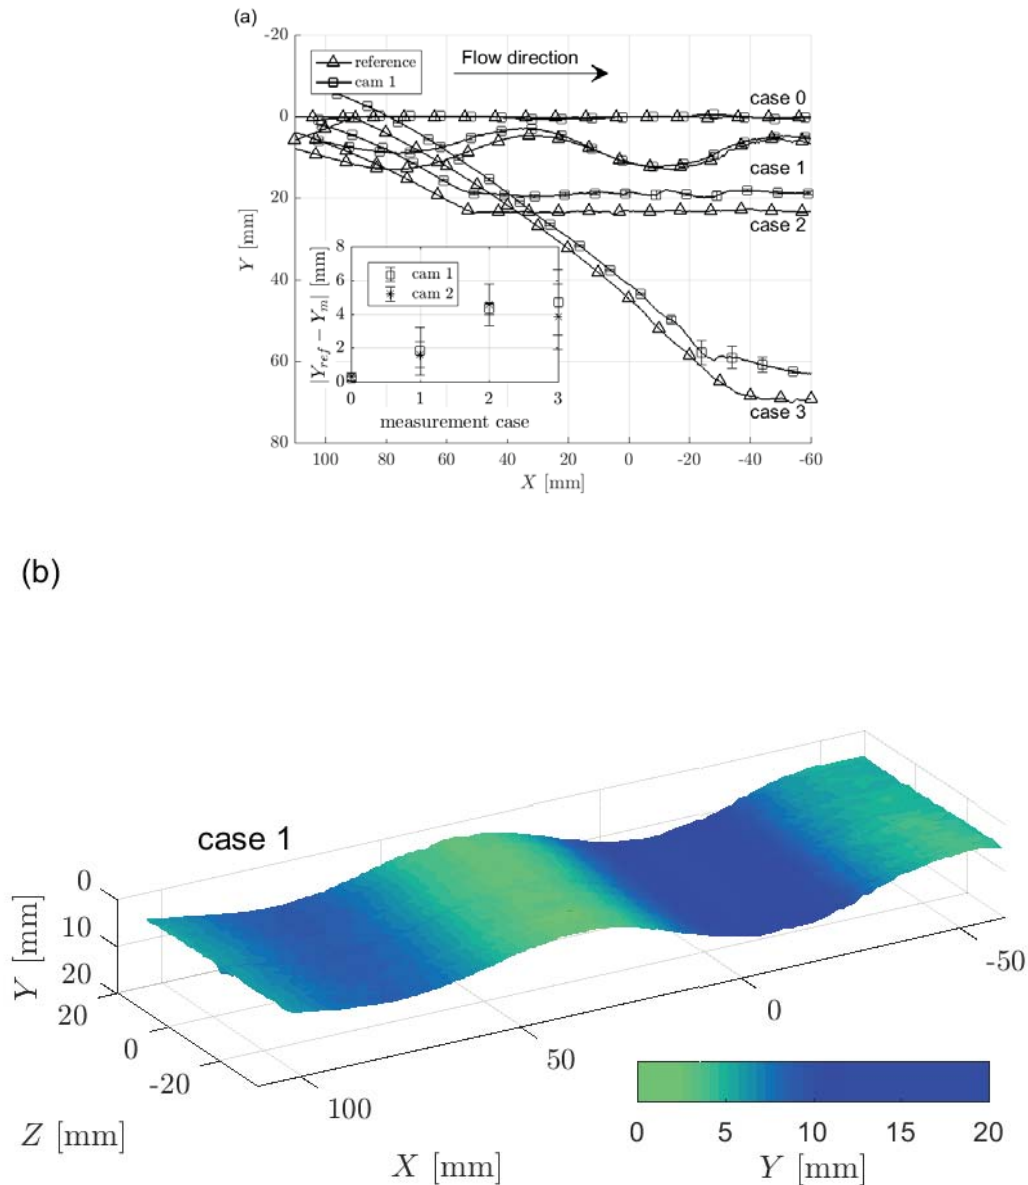 (a)
-20
0
20
40
60
80
Y [mm]
reference
cam 1
Flow direction
case 0
case 1
case 2
case 3
8
6
4
2
0
|Y_ref − Y_m| [mm]
cam 1
cam 2
0 1 2 3
measurement case
100 80 60 40 20 0 -20 -40 -60
X [mm]
(b)
case 1
0
10
20
Y [mm]
20
0
-20
Z [mm]
100
50
0
-50
X [mm]
0 5 10 15 20
Y [mm]